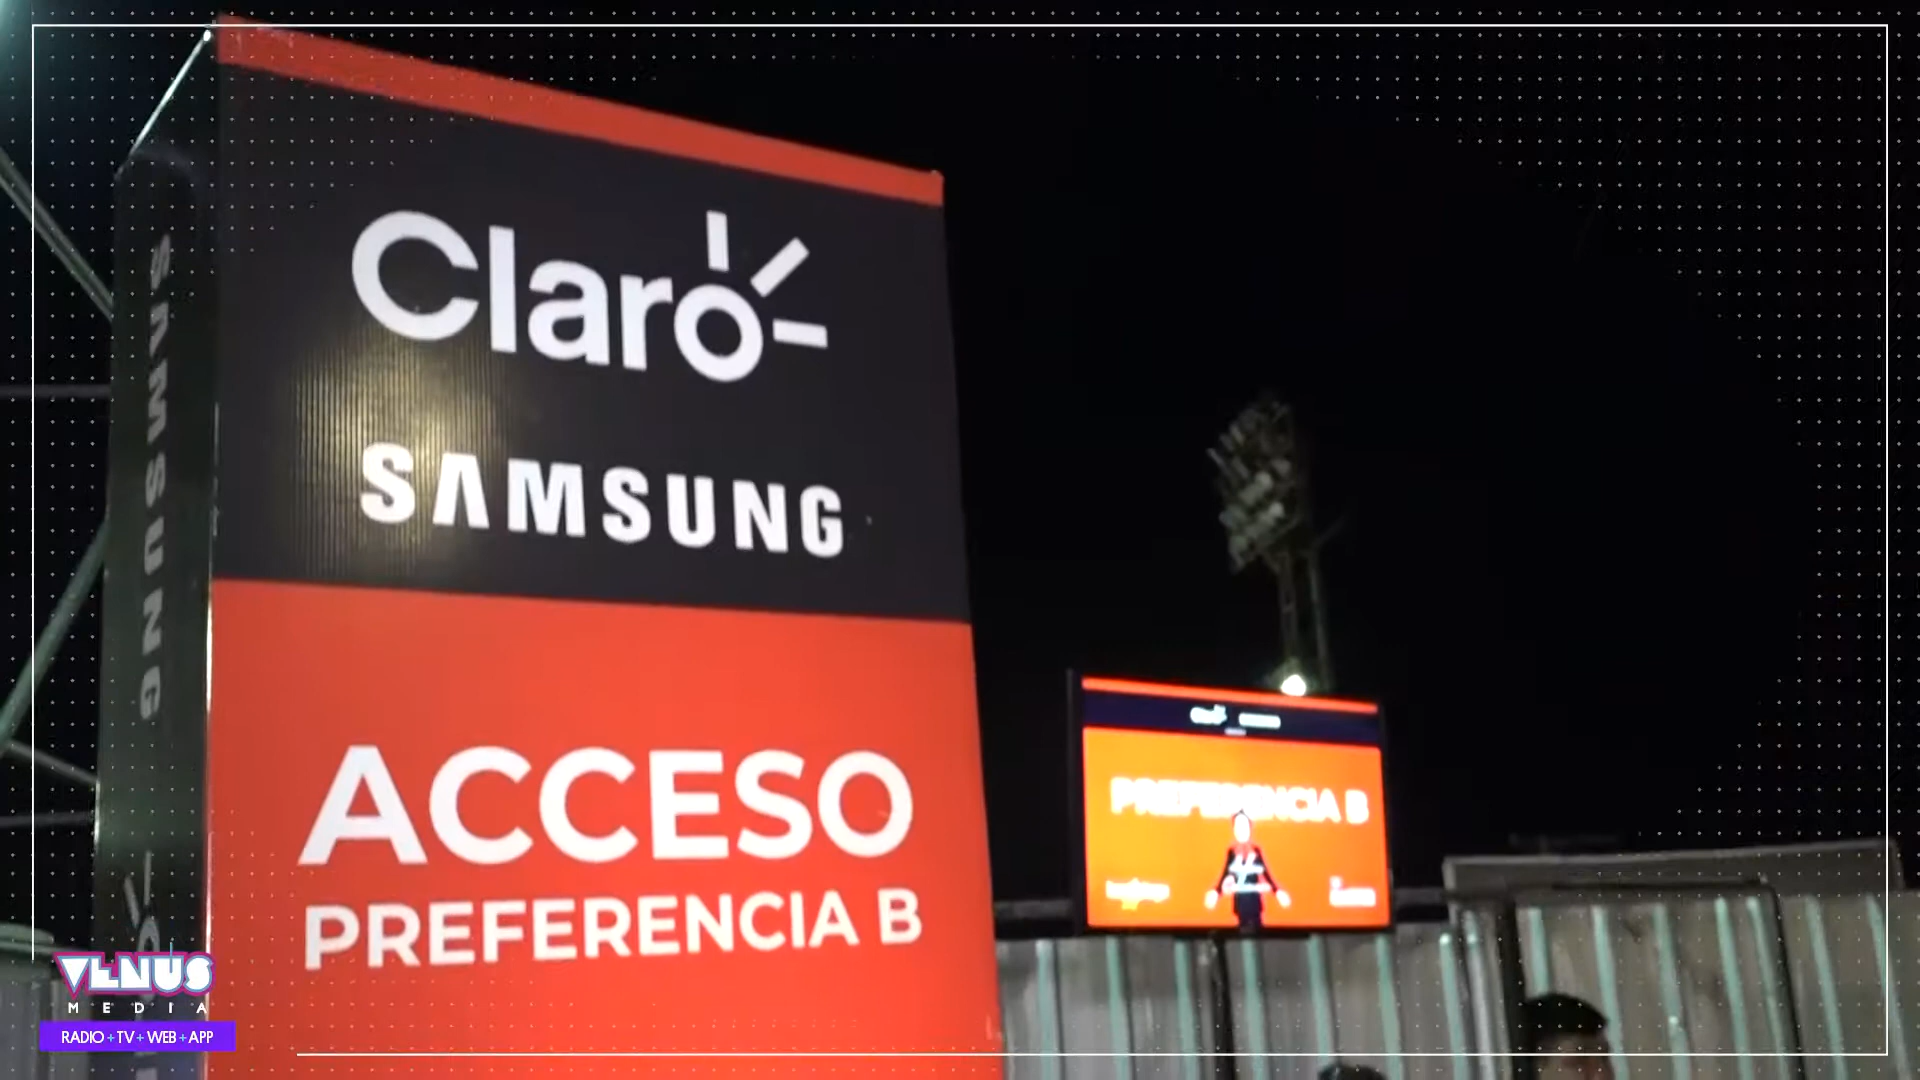 Claro
SAMSUNG
ACCESO
PREFERENCIA B
SAMSUNG
PREFERENCIA B
VENUS
MEDIA
RADIO + TV + WEB + APP